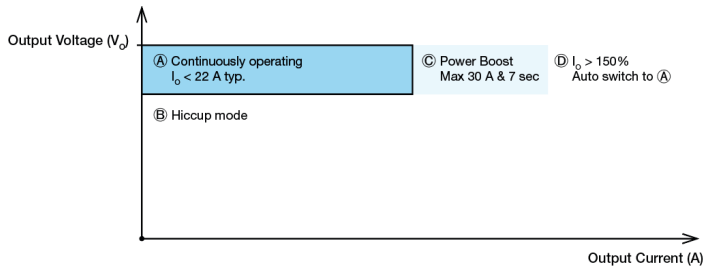 Output Voltage (Vo)
Ⓐ Continuously operating
Io < 22 A typ.
Ⓒ Power Boost
Max 30 A & 7 sec
Ⓓ Io > 150%
Auto switch to Ⓐ
Ⓑ Hiccup mode
Output Current (A)